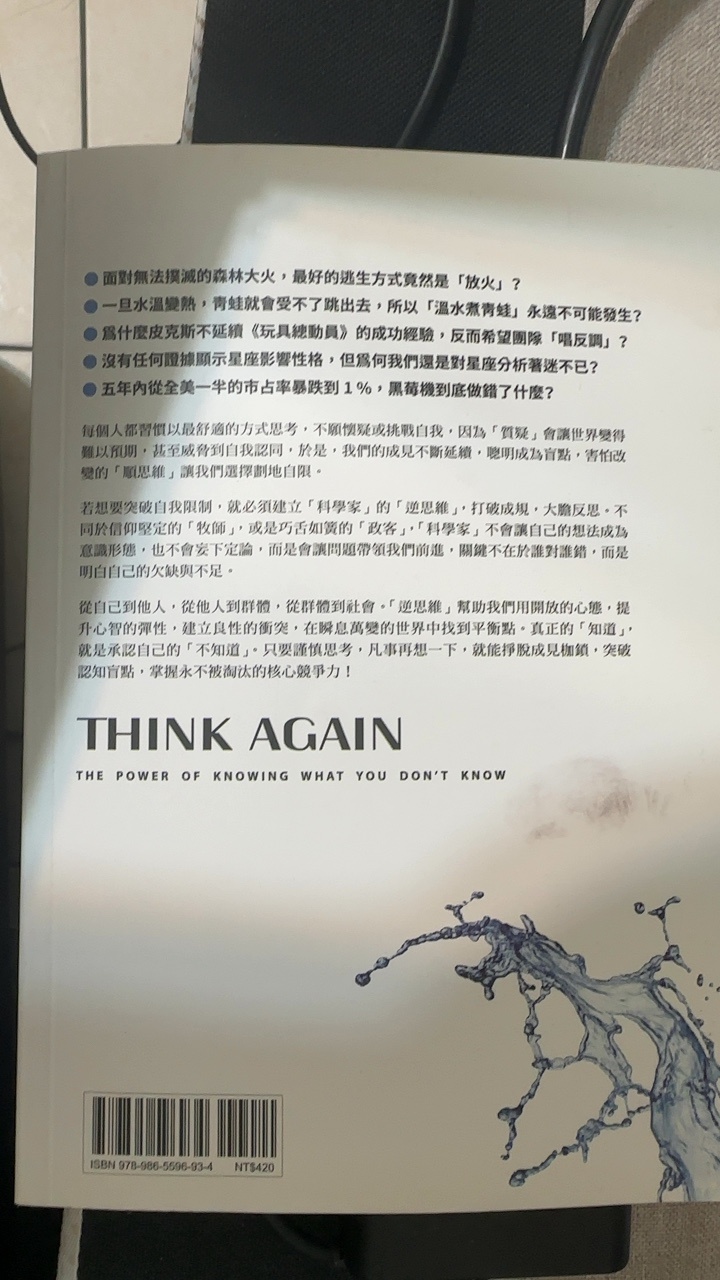 ●面對無法撲滅的森林大火，最好的逃生方式竟然是「放火」？
●一旦水溫變熱，青蛙就會受不了跳出去，所以「溫水煮青蛙」永遠不可能發生？
●爲什麼皮克斯不延續《玩具總動員》的成功經驗，反而希望團隊「唱反調」？
●沒有任何證據顯示星座影響性格，但爲何我們還是對星座分析著迷不已？
●五年內從全美一半的市占率暴跌到1%，黑莓機到底做錯了什麼？
每個人都習慣以最舒適的方式思考，不願懷疑或挑戰自我，因為「質疑」會讓世界變得
難以預期，甚至威脅到自我認同，於是，我們的成見不斷延續，聰明成為盲點，害怕改
變的「順思維」讓我們選擇劃地自限。
若想要突破自我限制，就必須建立「科學家」的「逆思維」，打破成規，大膽反思。不
同於信仰堅定的「牧師」，或是巧舌如簧的「政客」，「科學家」不會讓自己的想法成為
意識形態，也不會妄下定論，而是會讓問題帶領我們前進，關鍵不在於誰對誰錯，而是
明白自己的欠缺與不足。
從自己到他人，從他人到群體，從群體到社會。「逆思維」幫助我們用開放的心態，提
升心智的彈性，建立良性的衝突，在瞬息萬變的世界中找到平衡點。真正的「知道」，
就是承認自己的「不知道」。只要謹慎思考，凡事再想一下，就能掙脫成見枷鎖，突破
認知盲點，掌握永不被淘汰的核心競爭力！
THINK AGAIN
THE POWER OF KNOWING WHAT YOU DON'T KNOW
ISBN 978-986-5596-93-4 NT$420